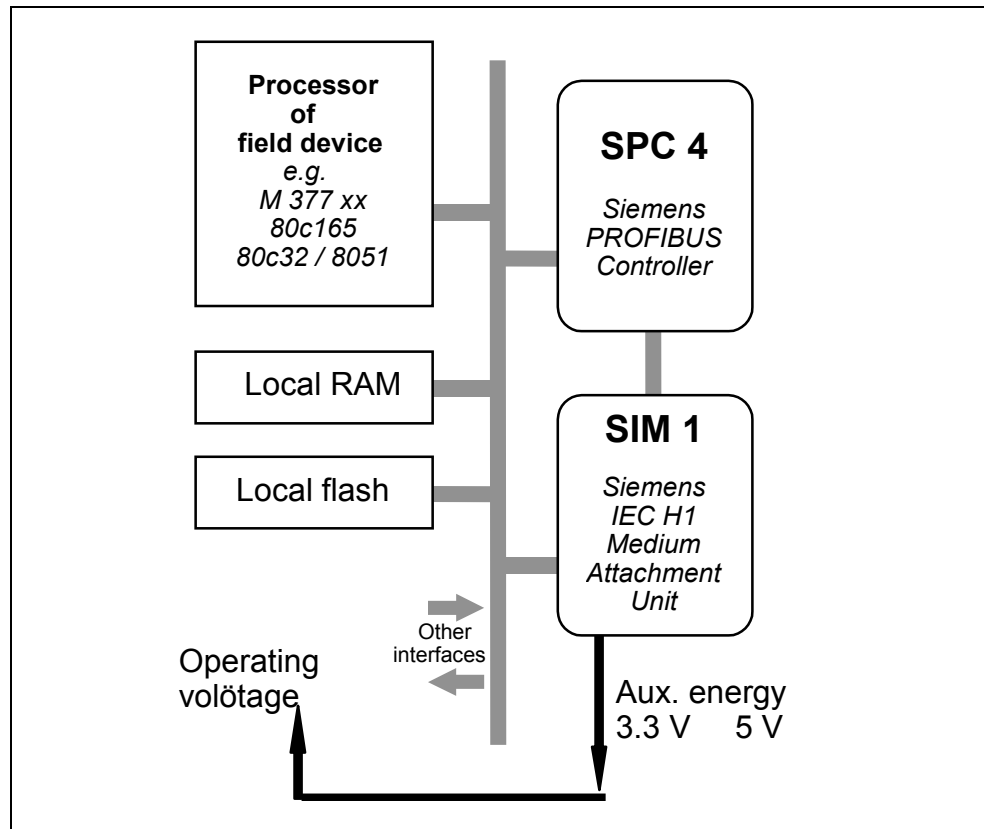 Processor
of
field device
e.g.
M 377 xx
80c165
80c32 / 8051
SPC 4
Siemens
PROFIBUS
Controller
Local RAM
SIM 1
Siemens
IEC H1
Medium
Attachment
Unit
Local flash
Other
interfaces
Operating
volötage
Aux. energy
3.3 V 5 V